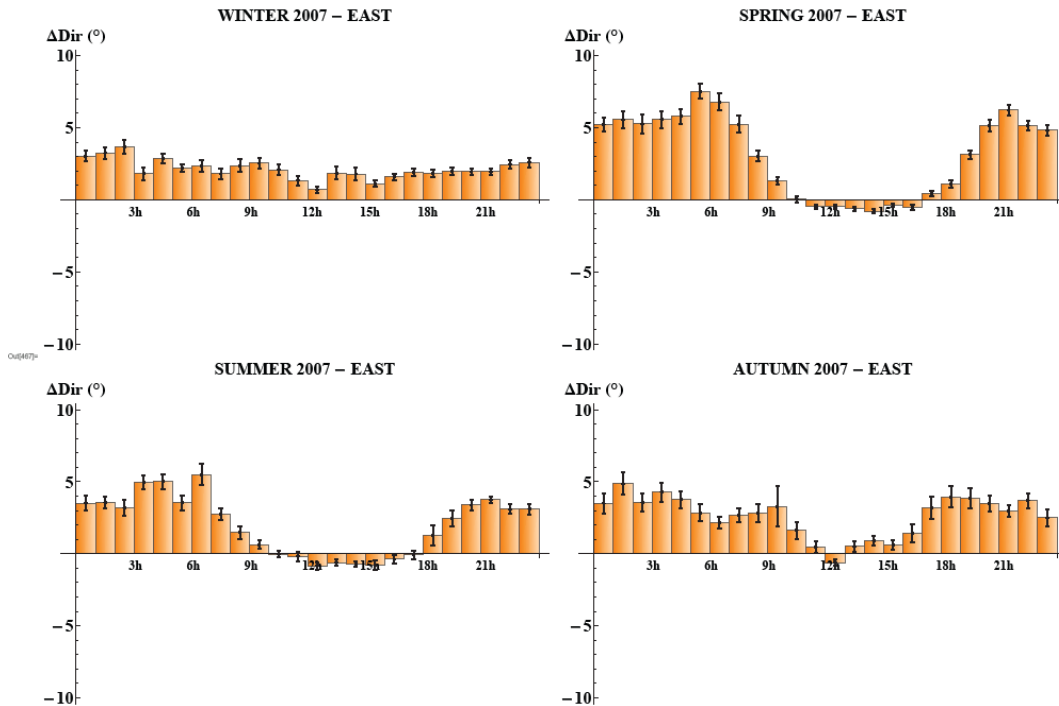 WINTER 2007 – EAST
ΔDir (°)
10
5
3h 6h 9h 12h 15h 18h 21h
−5
−10
SPRING 2007 – EAST
ΔDir (°)
10
5
3h 6h 9h 12h 15h 18h 21h
−5
−10
Out[467]=
SUMMER 2007 – EAST
ΔDir (°)
10
5
3h 6h 9h 12h 15h 18h 21h
−5
−10
AUTUMN 2007 – EAST
ΔDir (°)
10
5
3h 6h 9h 12h 15h 18h 21h
−5
−10